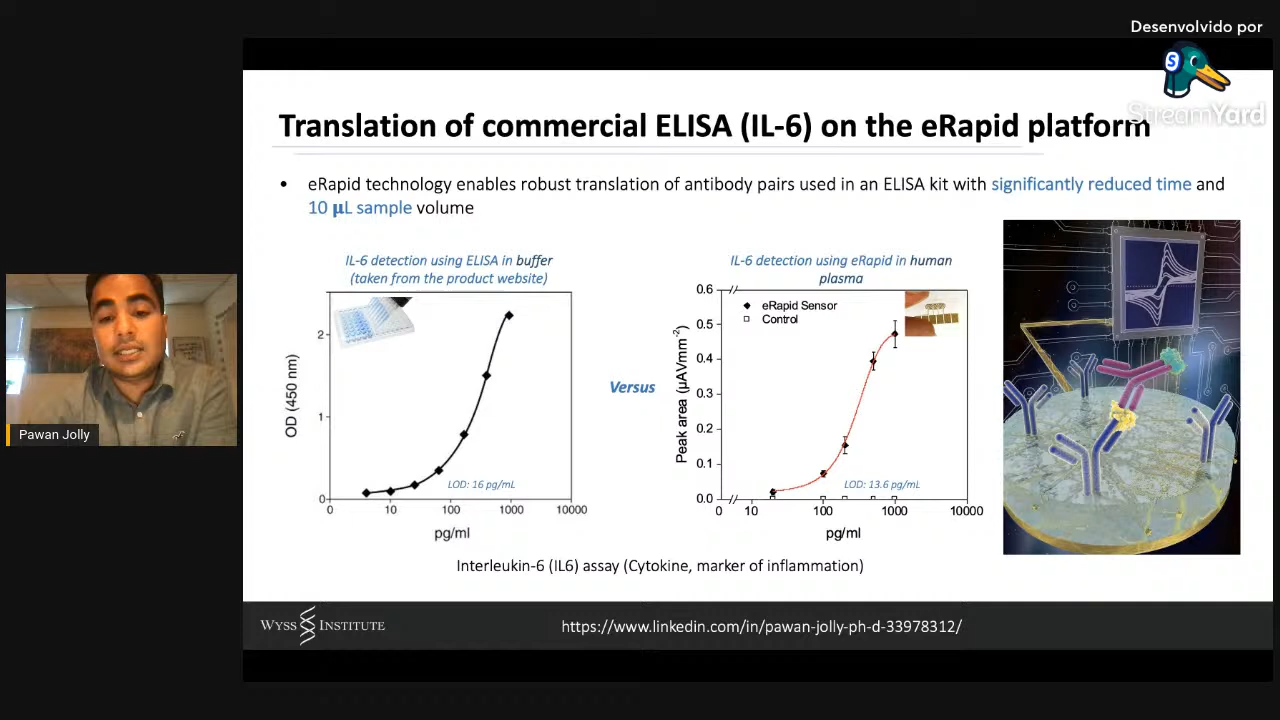 Desenvolvido por
S
StreamYard
Translation of commercial ELISA (IL-6) on the eRapid platform
• eRapid technology enables robust translation of antibody pairs used in an ELISA kit with significantly reduced time and
10 μL sample volume
IL-6 detection using ELISA in buffer
(taken from the product website)
OD (450 nm)
2
1
0
LOD: 16 pg/mL
0 10 100 1000 10000
pg/ml
Versus
IL-6 detection using eRapid in human
plasma
Peak area (μAV/mm⁻²)
0.6
0.5
0.4
0.3
0.2
0.1
0.0
eRapid Sensor
Control
LOD: 13.6 pg/mL
0 10 100 1000 10000
pg/ml
Interleukin-6 (IL6) assay (Cytokine, marker of inflammation)
Pawan Jolly
WYSS INSTITUTE
https://www.linkedin.com/in/pawan-jolly-ph-d-33978312/